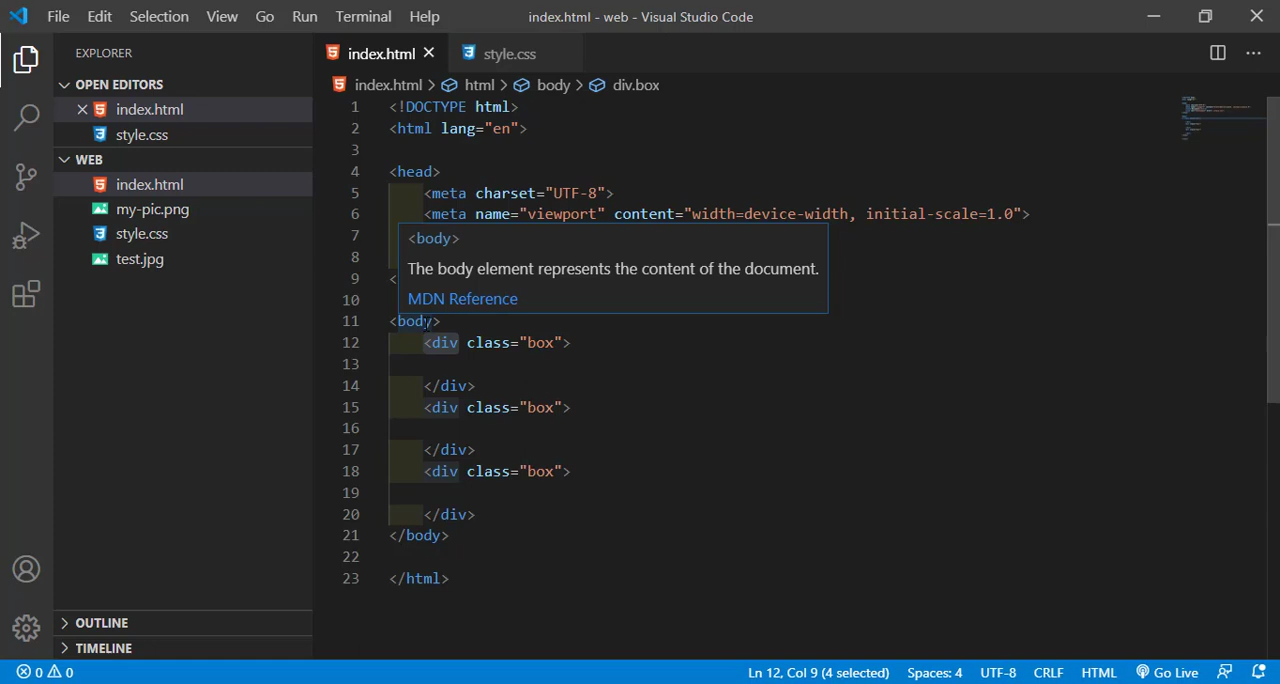 File Edit Selection View Go Run Terminal Help index.html - web - Visual Studio Code
EXPLORER
OPEN EDITORS
index.html
style.css
WEB
index.html
my-pic.png
style.css
test.jpg
OUTLINE
TIMELINE
index.html style.css
index.html > html > body > div.box
1 <!DOCTYPE html>
2 <html lang="en">
3
4 <head>
5 <meta charset="UTF-8">
6 <meta name="viewport" content="width=device-width, initial-scale=1.0">
7
8
9 <
10
<body>
The body element represents the content of the document.
MDN Reference
11 <body>
12 <div class="box">
13
14 </div>
15 <div class="box">
16
17 </div>
18 <div class="box">
19
20 </div>
21 </body>
22
23 </html>
0 0 Ln 12, Col 9 (4 selected) Spaces: 4 UTF-8 CRLF HTML Go Live